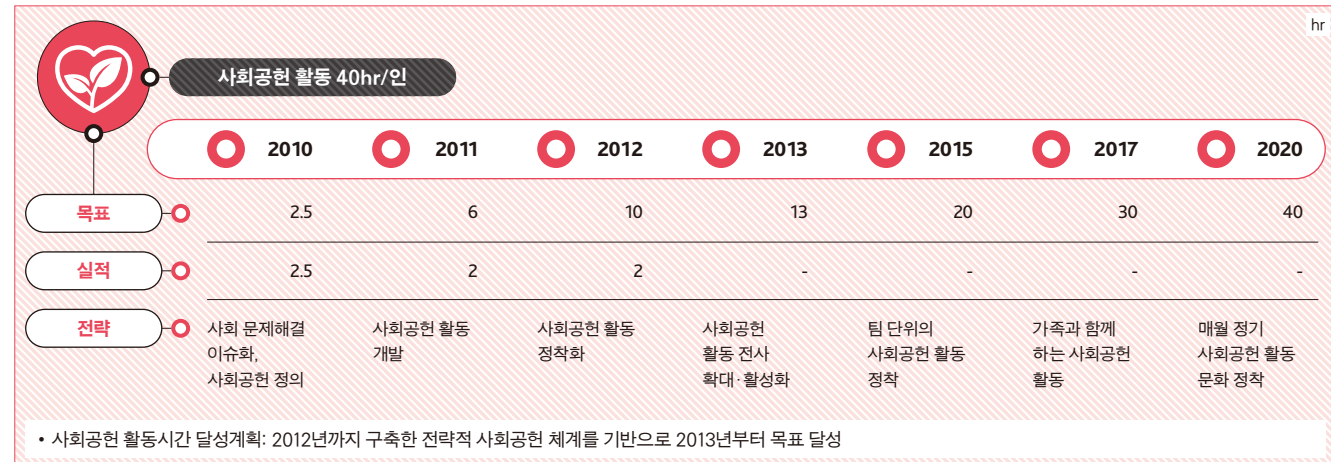 hr
사회공헌 활동 40hr/인
2010 2011 2012 2013 2015 2017 2020
목표 2.5 6 10 13 20 30 40
실적 2.5 2 2 - - - -
전략 사회 문제해결 사회공헌 활동 사회공헌 활동 사회공헌 팀 단위의 가족과 함께 매월 정기
이슈화, 개발 정착화 활동 전사 사회공헌 활동 하는 사회공헌 사회공헌 활동
사회공헌 정의 확대·활성화 정착 활동 문화 정착
• 사회공헌 활동시간 달성계획: 2012년까지 구축한 전략적 사회공헌 체계를 기반으로 2013년부터 목표 달성